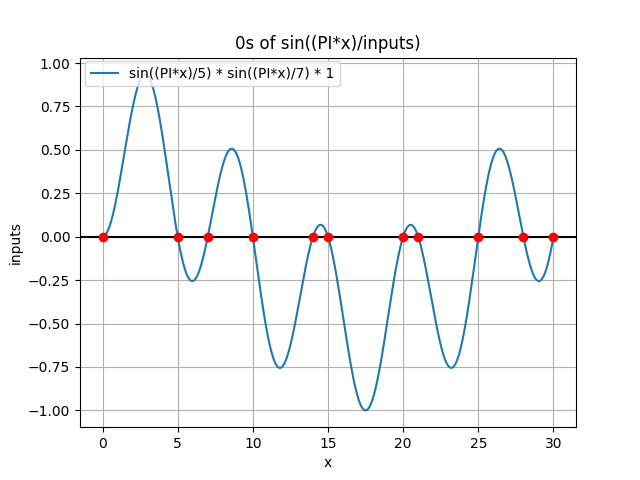 0s of sin((PI*x)/inputs)
sin((PI*x)/5) * sin((PI*x)/7) * 1
1.00
0.75
0.50
0.25
0.00
−0.25
−0.50
−0.75
−1.00
inputs
0 5 10 15 20 25 30
x